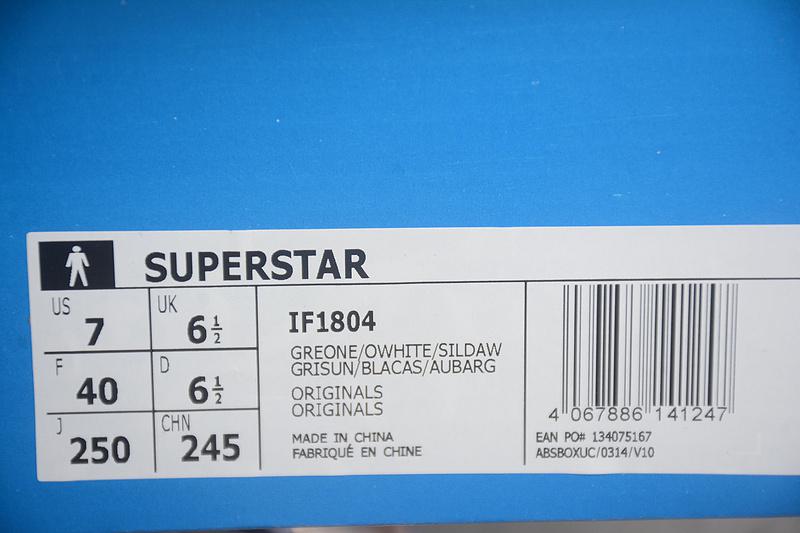 SUPERSTAR
US 7
UK 6½
F 40
D 6½
J 250
CHN 245
IF1804
GREONE/OWHITE/SILDAW
GRISUN/BLACAS/AUBARG
ORIGINALS
ORIGINALS
MADE IN CHINA
FABRIQUÉ EN CHINE
4 067886 141247
EAN PO# 134075167
ABSBOXUC/0314/V10